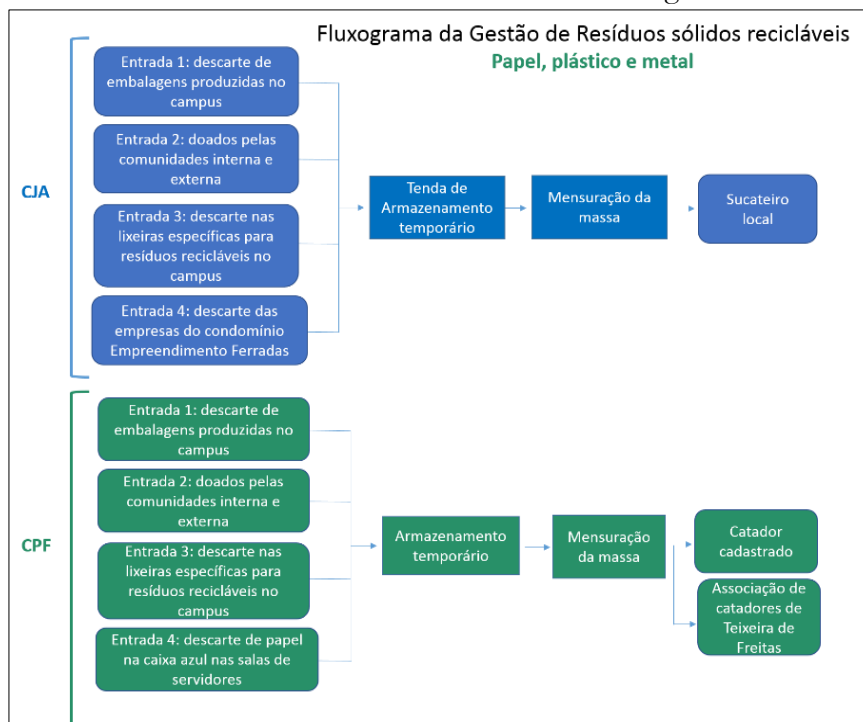 Fluxograma da Gestão de Resíduos sólidos recicláveis
Papel, plástico e metal
CJA
Entrada 1: descarte de
embalagens produzidas no
campus
Entrada 2: doados pelas
comunidades interna e
externa
Entrada 3: descarte nas
lixeiras específicas para
resíduos recicláveis no
campus
Entrada 4: descarte das
empresas do condomínio
Empreendimento Ferradas
Tenda de
Armazenamento
temporário
Mensuração da
massa
Sucateiro
local
CPF
Entrada 1: descarte de
embalagens produzidas no
campus
Entrada 2: doados pelas
comunidades interna e
externa
Entrada 3: descarte nas
lixeiras específicas para
resíduos recicláveis no
campus
Entrada 4: descarte de papel
na caixa azul nas salas de
servidores
Armazenamento
temporário
Mensuração
da massa
Catador
cadastrado
Associação de
catadores de
Teixeira de
Freitas